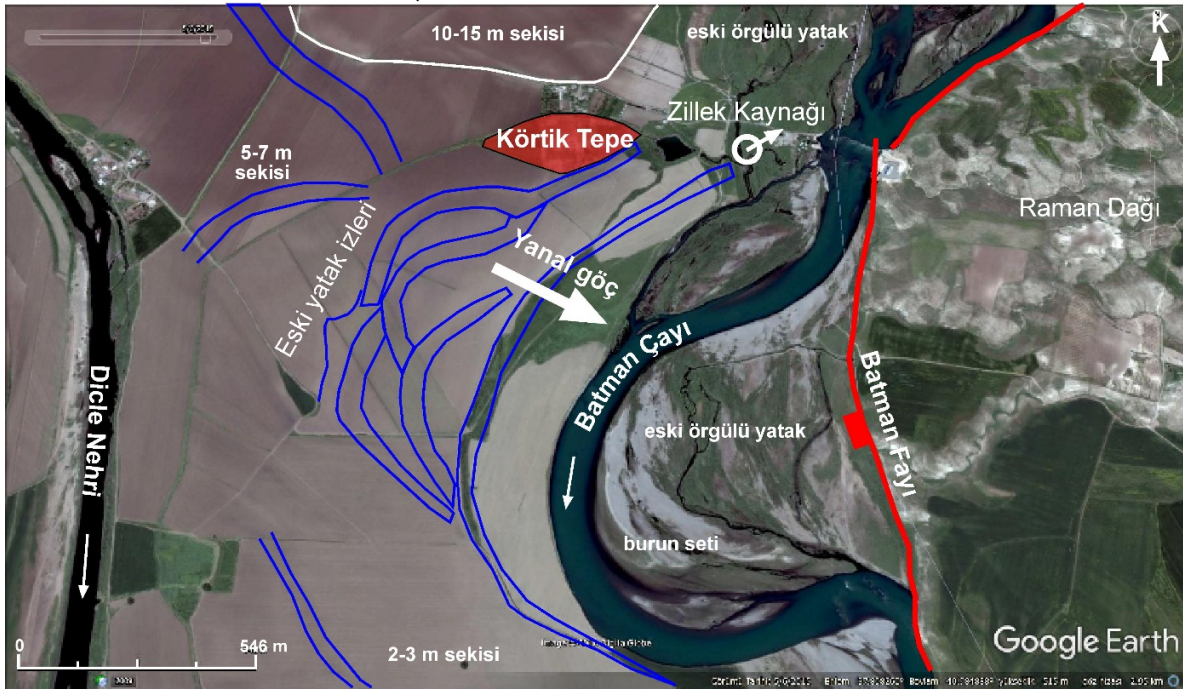 10-15 m sekisi
eski örgülü yatak
K
Zillek Kaynağı
Körtik Tepe
5-7 m
sekisi
Raman Dağı
Eski yatak izleri
Yanal göç
Batman Çayı
Batman Fayı
Dicle Nehri
eski örgülü yatak
burun seti
0
546 m
2-3 m sekisi
Google Earth